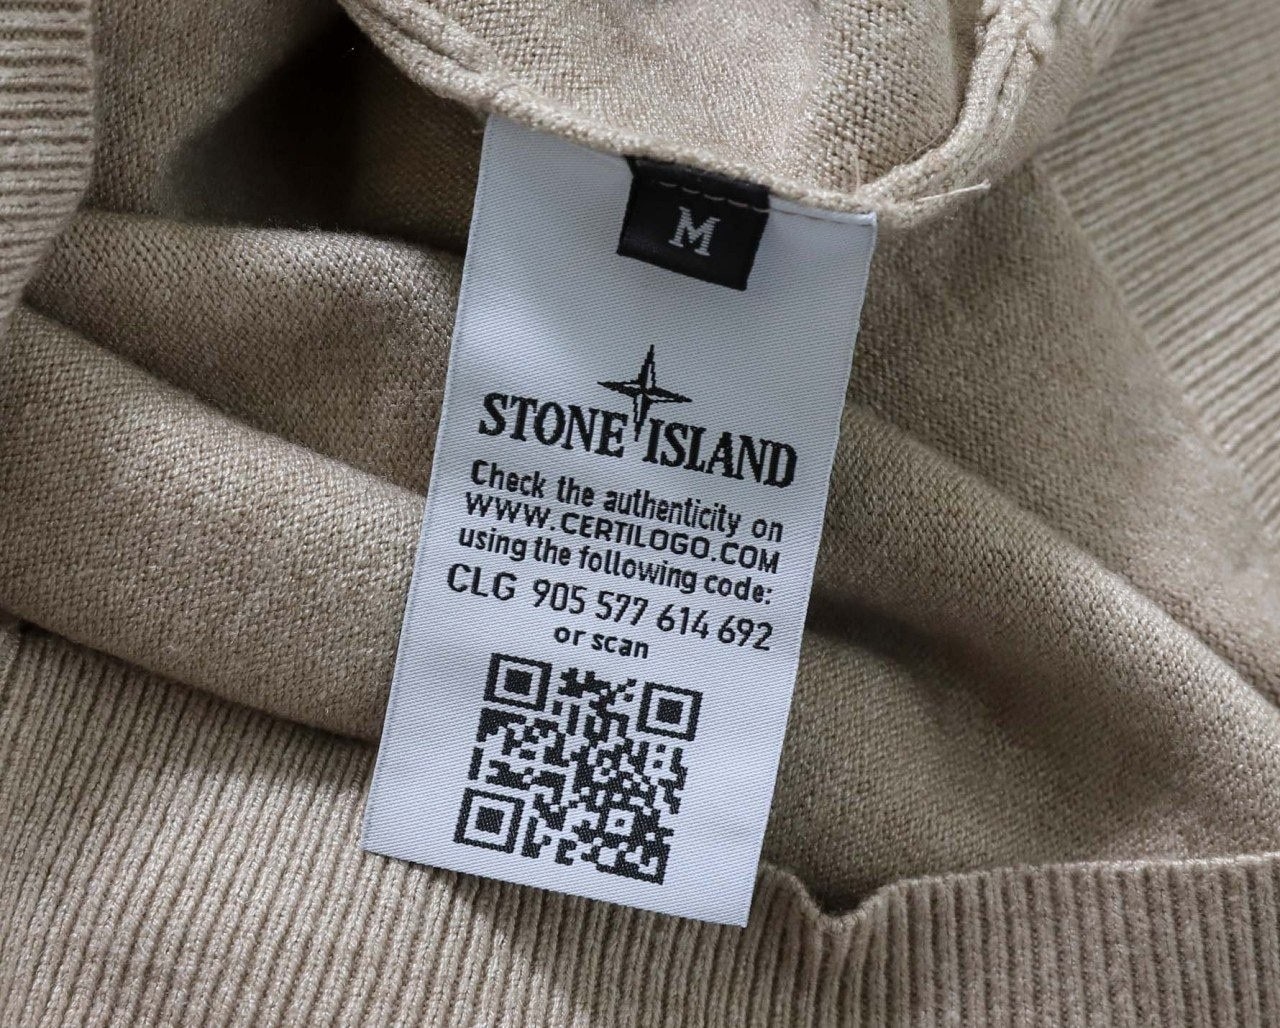 M
STONE ISLAND
Check the authenticity on
WWW.CERTILOGO.COM
using the following code:
CLG 905 577 614 692
or scan